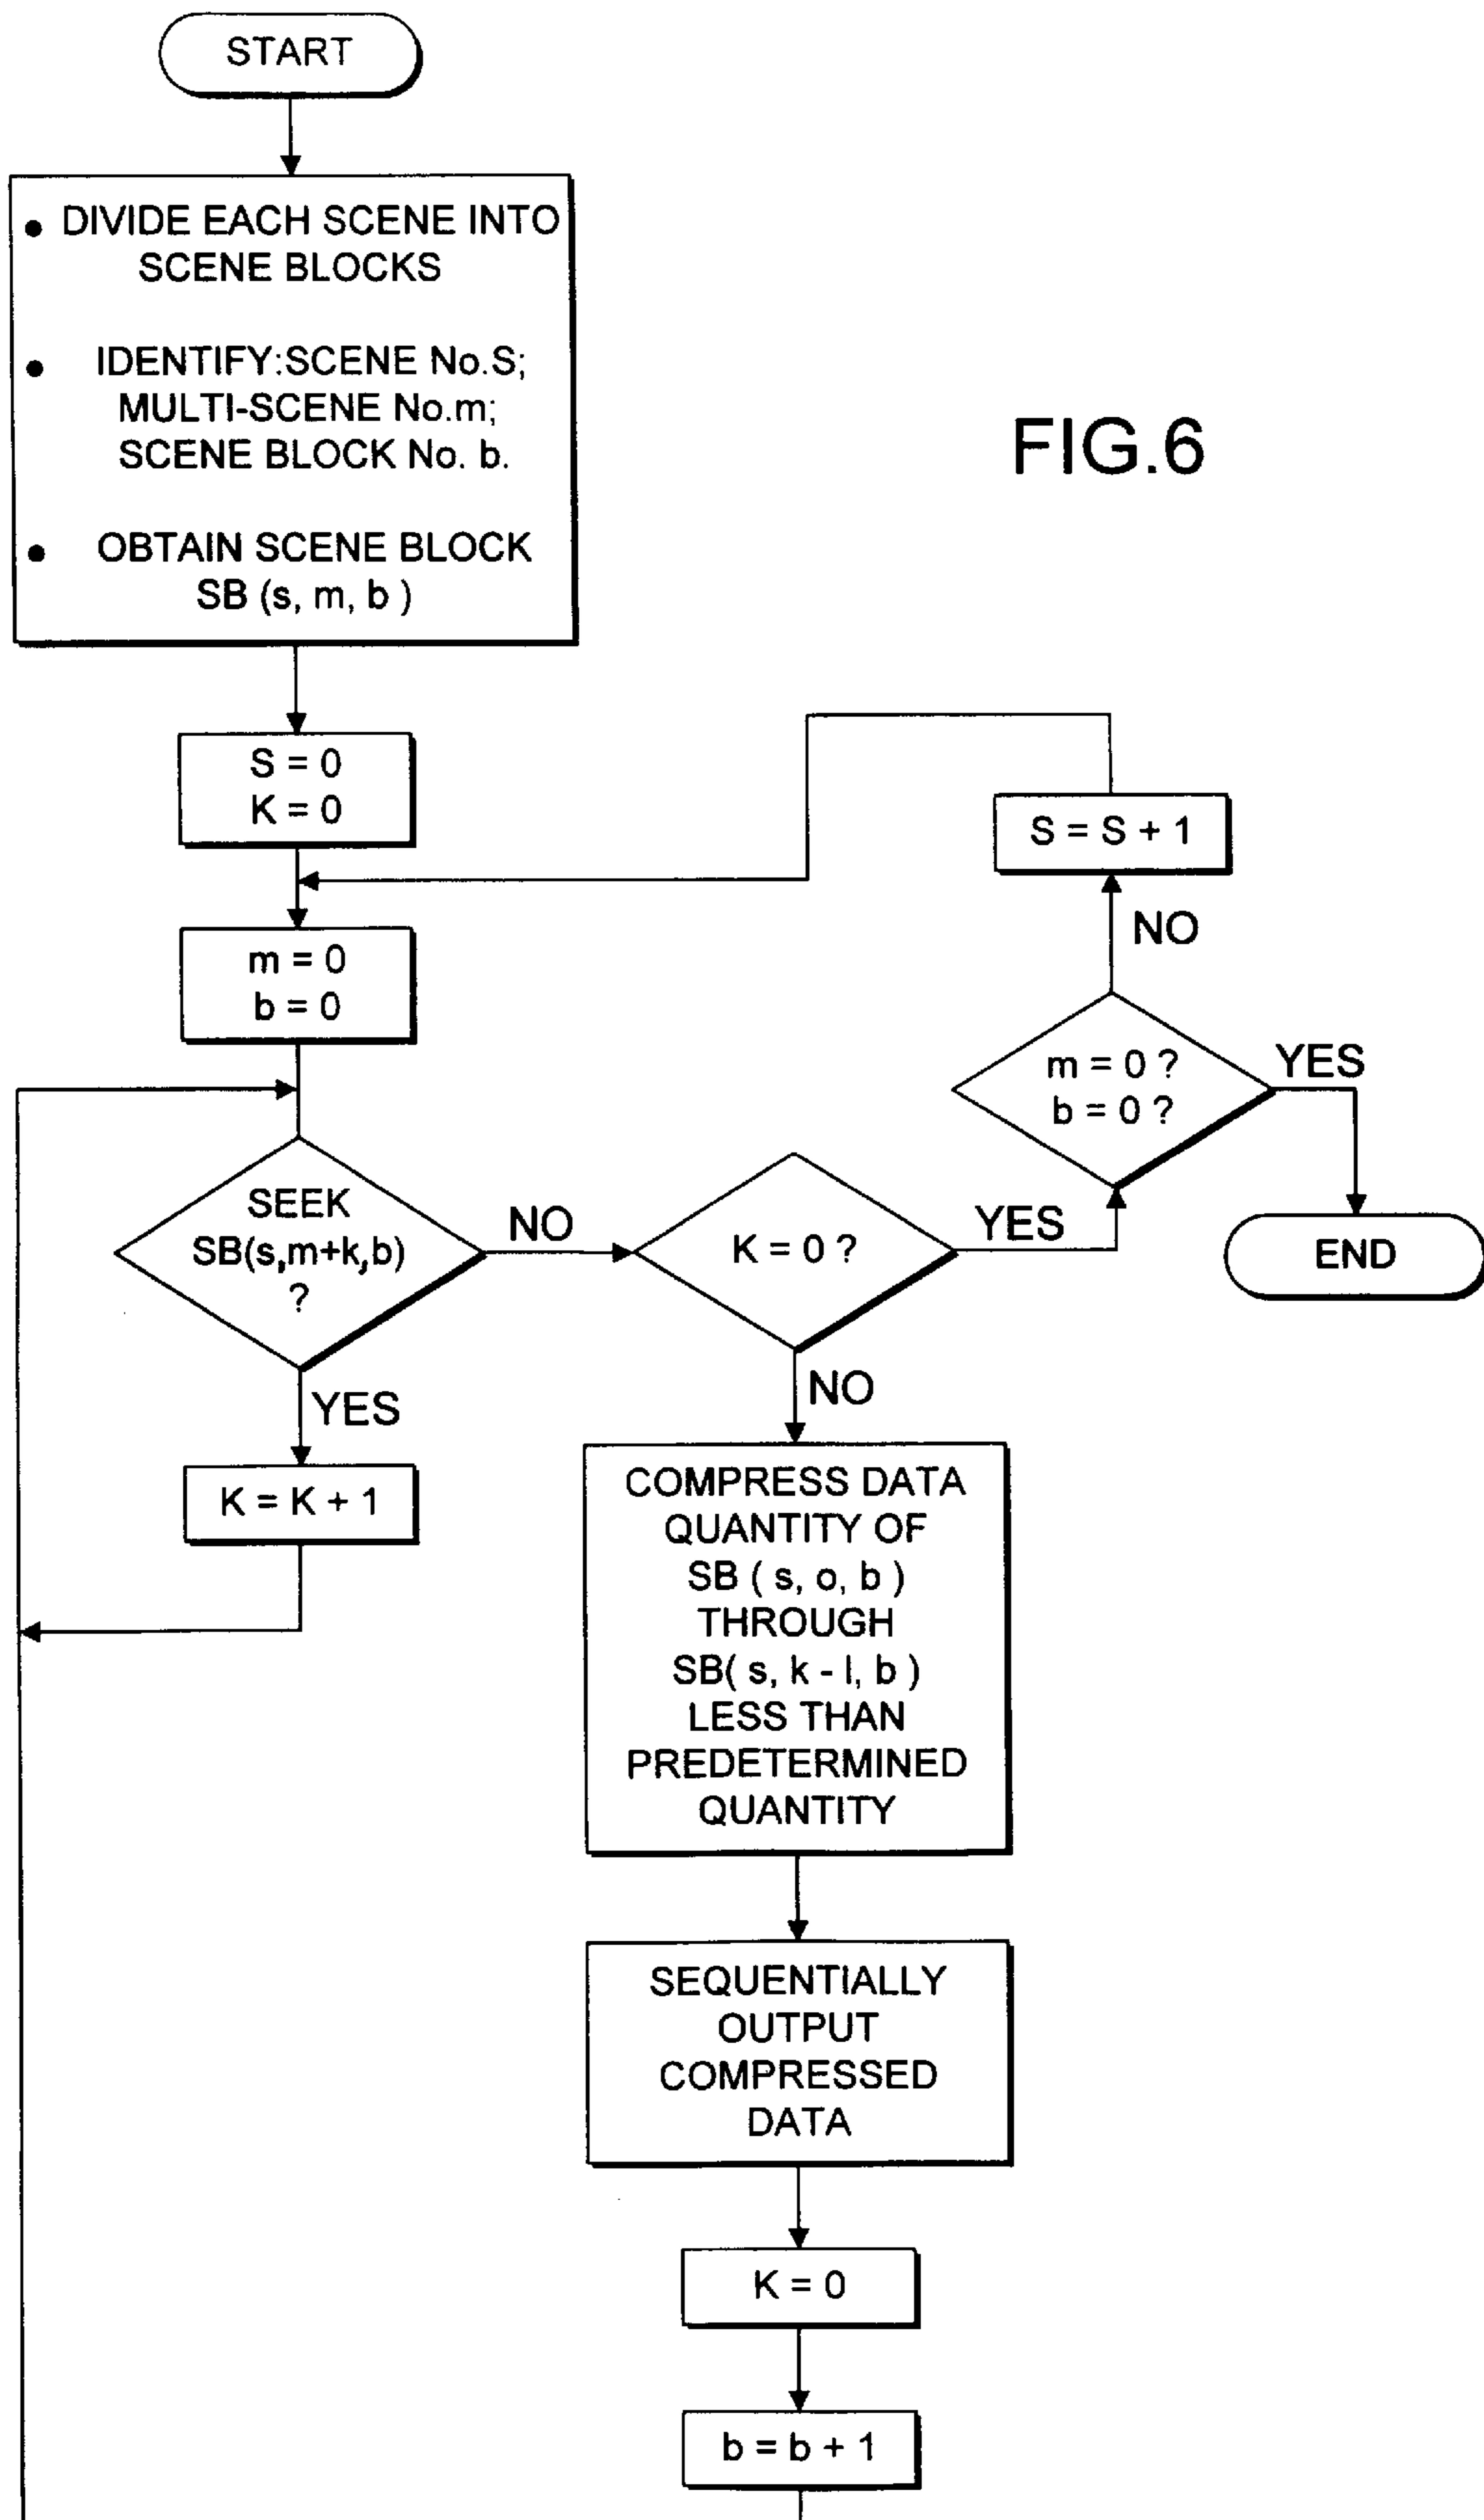 START
• DIVIDE EACH SCENE INTO
SCENE BLOCKS
• IDENTIFY:SCENE No.S;
MULTI-SCENE No.m;
SCENE BLOCK No. b.
• OBTAIN SCENE BLOCK
SB (s, m, b )
FIG.6
S = 0
K = 0
S = S + 1
NO
m = 0
b = 0
m = 0 ?
b = 0 ?
YES
SEEK
SB(s,m+k,b)
?
NO
K = 0 ?
YES
END
YES
NO
K = K + 1
COMPRESS DATA
QUANTITY OF
SB ( s, o, b )
THROUGH
SB( s, k - l, b )
LESS THAN
PREDETERMINED
QUANTITY
SEQUENTIALLY
OUTPUT
COMPRESSED
DATA
K = 0
b = b + 1